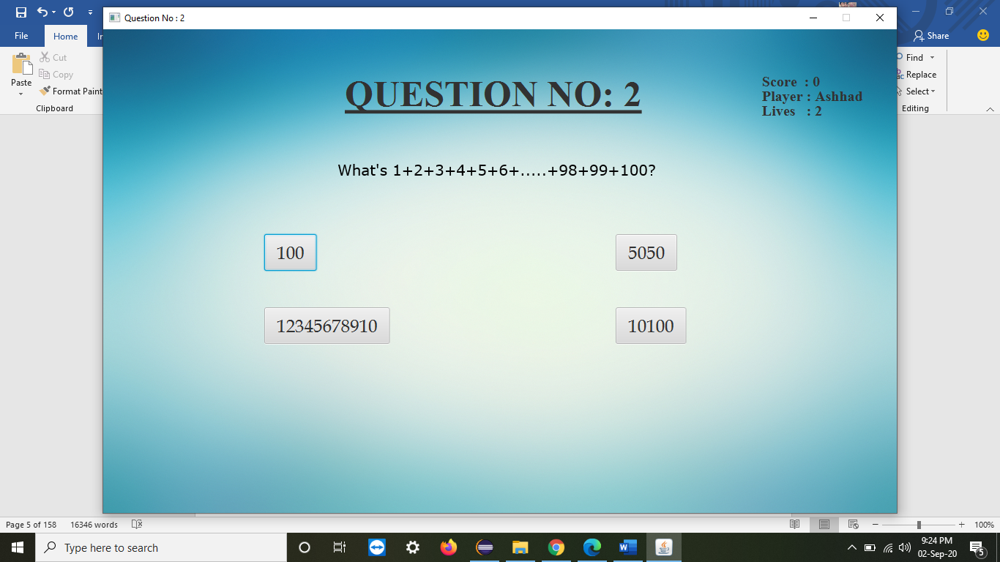 Question No : 2
File
Home
Share
Cut
Copy
Paste
Format Paint
Clipboard
Find
Replace
Select
Editing
QUESTION NO: 2
Score : 0
Player : Ashhad
Lives : 2
What's 1+2+3+4+5+6+.....+98+99+100?
100
5050
12345678910
10100
Page 5 of 158
16346 words
100%
Type here to search
9:24 PM
02-Sep-20
5